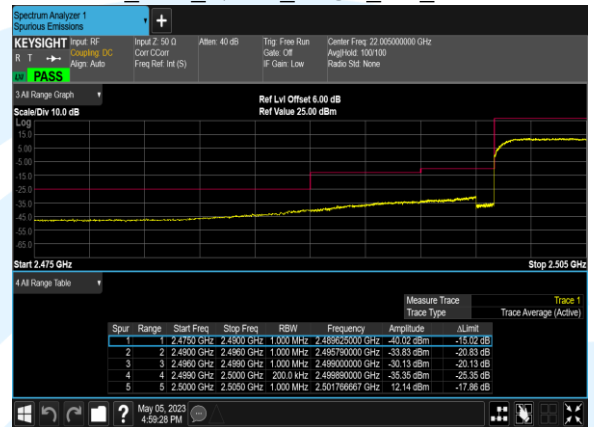 Spectrum Analyzer 1
Spurious Emissions
+
KEYSIGHT Input: RF Input Z: 50 Ω Atten: 40 dB Trig: Free Run Center Freq: 22.005000000 GHz
R T Coupling: DC Corr CCorr Gate: Off Avg|Hold: 100/100
Align: Auto Freq Ref: Int (S) IF Gain: Low Radio Std: None
LV PASS
3 All Range Graph
Ref Lvl Offset 6.00 dB
Scale/Div 10.0 dB Ref Value 25.00 dBm
Log
15.0
5.00
-5.00
-15.0
-25.0
-35.0
-45.0
-55.0
-65.0
Start 2.475 GHz Stop 2.505 GHz
4 All Range Table
Measure Trace Trace 1
Trace Type Trace Average (Active)
Spur Range Start Freq Stop Freq RBW Frequency Amplitude ΔLimit
1 1 2.4750 GHz 2.4900 GHz 1.000 MHz 2.489625000 GHz -40.02 dBm -15.02 dB
2 2 2.4900 GHz 2.4960 GHz 1.000 MHz 2.495790000 GHz -33.83 dBm -20.83 dB
3 3 2.4960 GHz 2.4990 GHz 1.000 MHz 2.499000000 GHz -30.13 dBm -20.13 dB
4 4 2.4990 GHz 2.5000 GHz 200.0 kHz 2.499890000 GHz -35.35 dBm -25.35 dB
5 5 2.5000 GHz 2.5050 GHz 1.000 MHz 2.501766667 GHz 12.14 dBm -17.86 dB
? May 05, 2023
4:59:28 PM